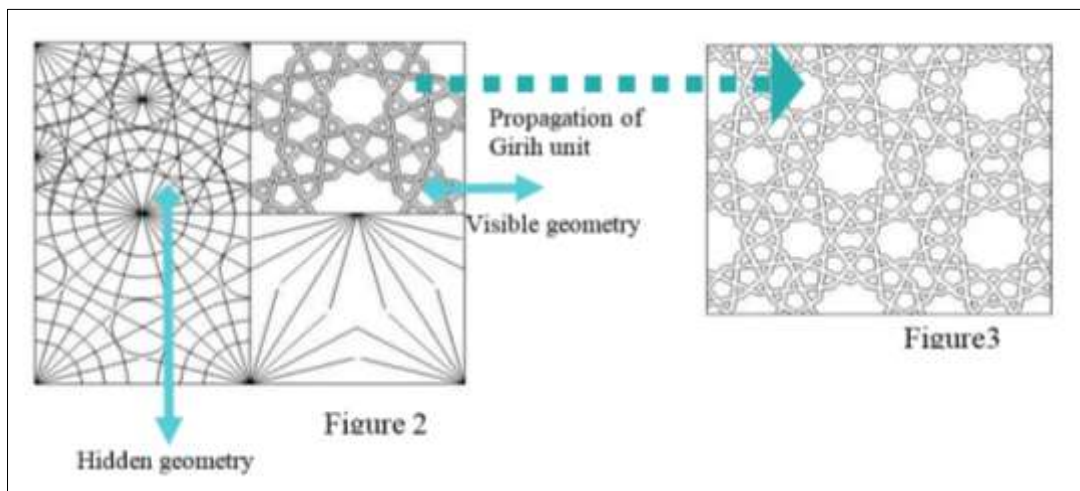 Propagation of
Girih unit
Visible geometry
Figure 2
Hidden geometry
Figure3